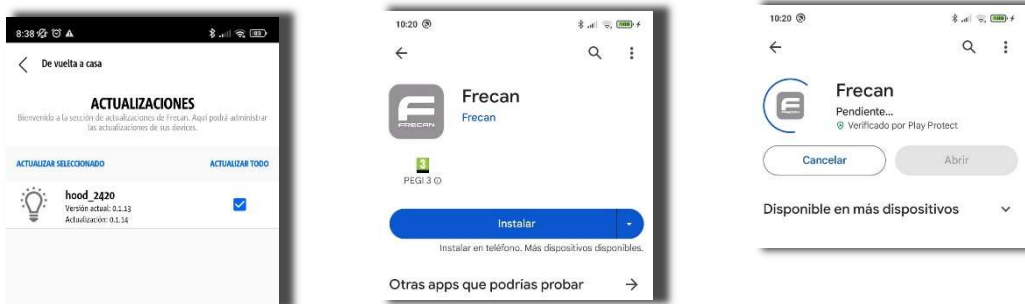 8:38
De vuelta a casa
ACTUALIZACIONES
Bienvenido a la sección de actualizaciones de Frecan. Aquí podrá administrar
las actualizaciones de sus devices.
ACTUALIZAR SELECCIONADO
ACTUALIZAR TODO
hood_2420
Versión actual: 0.1.13
Actualización: 0.1.14
10:20
FRECAN
Frecan
Frecan
3
PEGI 3
Instalar
Instalar en teléfono. Más dispositivos disponibles.
Otras apps que podrías probar
10:20
Frecan
Pendiente...
Verificado por Play Protect
Cancelar
Abrir
Disponible en más dispositivos